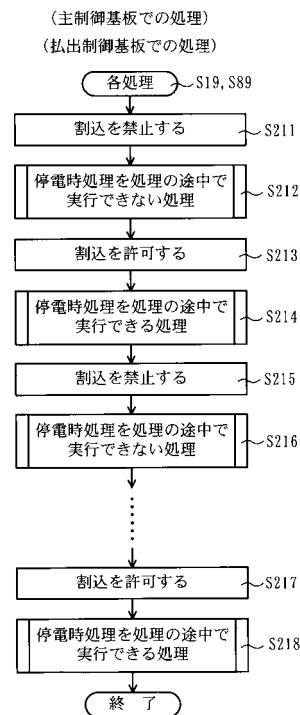 (主制御基板での処理)
(払出制御基板での処理)
各処理 S19,S89
割込を禁止する S211
停電時処理を処理の途中で
実行できない処理 S212
割込を許可する S213
停電時処理を処理の途中で
実行できる処理 S214
割込を禁止する S215
停電時処理を処理の途中で
実行できない処理 S216
割込を許可する S217
停電時処理を処理の途中で
実行できる処理 S218
終 了